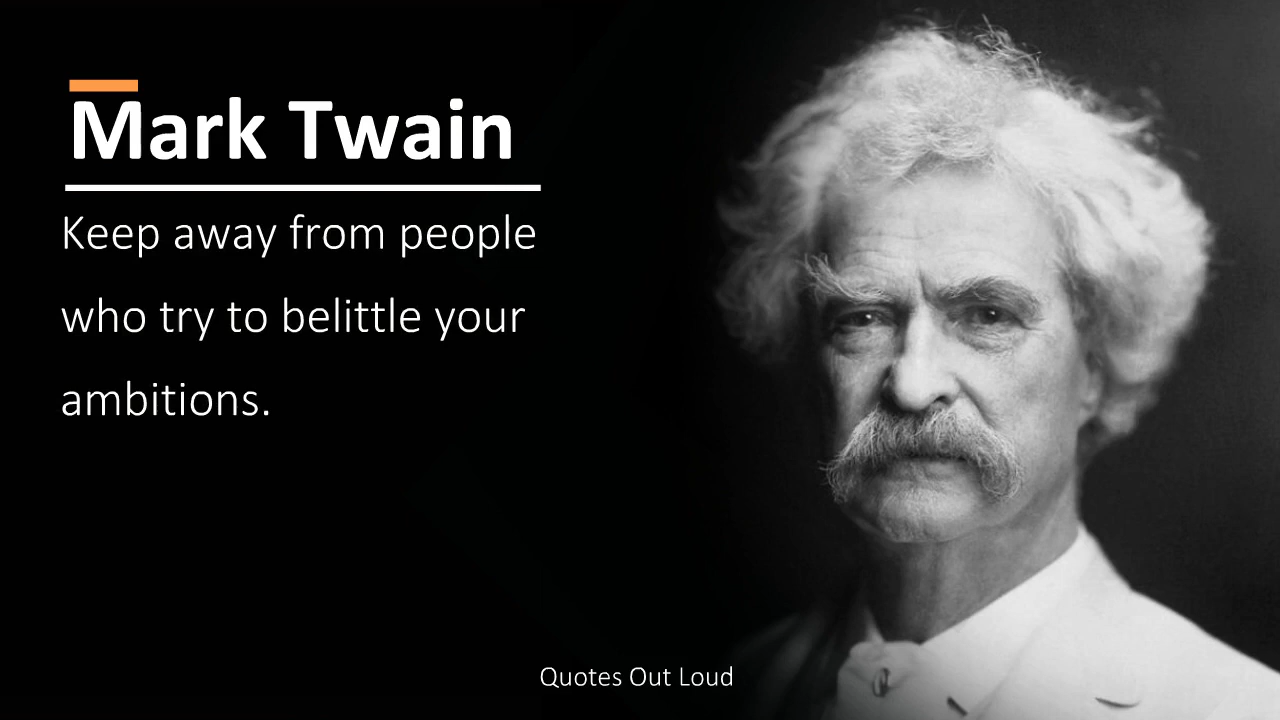 Mark Twain
Keep away from people
who try to belittle your
ambitions.
Quotes Out Loud